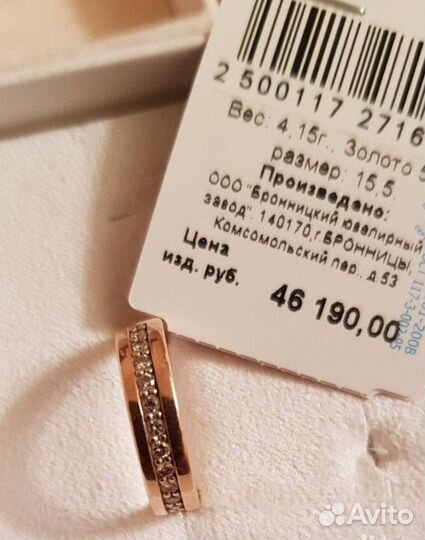 2 500117 2716
Вес: 4,15г., Золото 5
размер: 15,5
Произведено:
ООО "Бронницкий ювелирный
завод". 140170,г.БРОННИЦЫ,
Комсомольский пер., д.53
Цена
изд. руб.
46 190,00
Avito